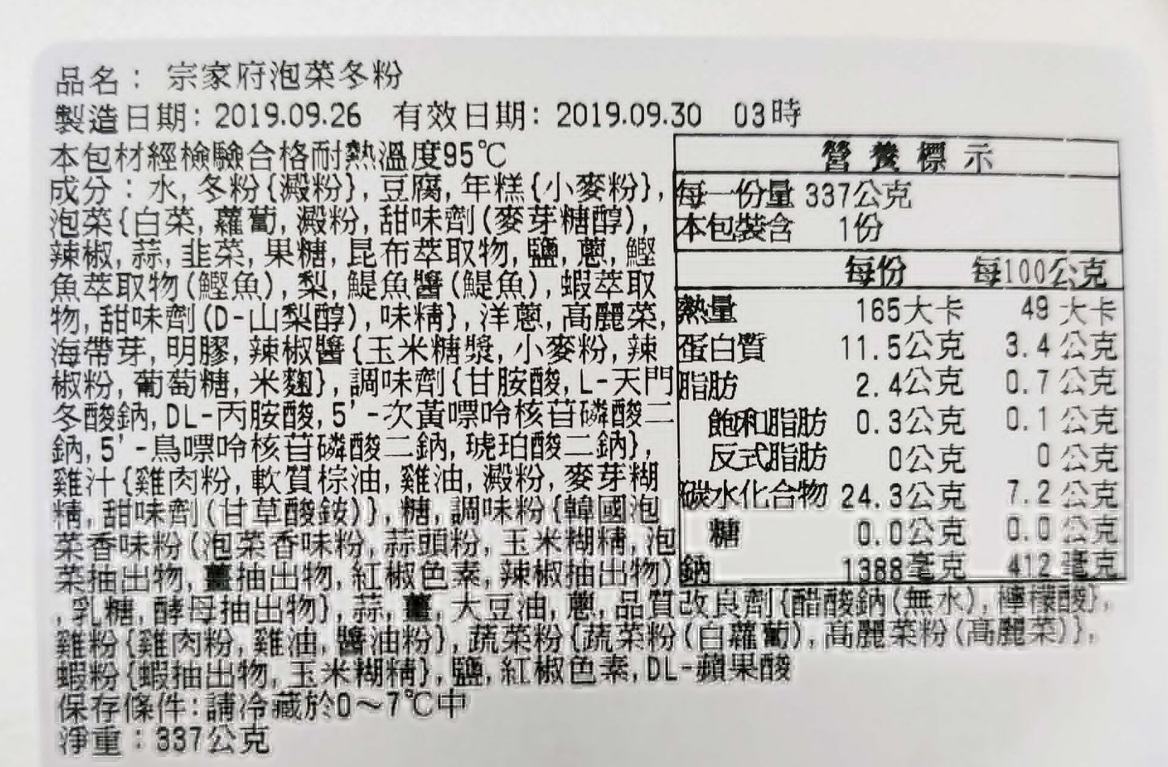 品名：宗家府泡菜冬粉
製造日期：2019.09.26 有效日期：2019.09.30 03時
本包材經檢驗合格耐熱溫度95℃
成分：水,冬粉{澱粉},豆腐,年糕{小麥粉},
泡菜{白菜,蘿蔔,澱粉,甜味劑(麥芽糖醇),
辣椒,蒜,韭菜,果糖,昆布萃取物,鹽,蔥,鰹
魚萃取物(鰹魚),梨,鯷魚醬(鯷魚),蝦萃取
物,甜味劑(D-山梨醇),味精},洋蔥,高麗菜,
海帶芽,明膠,辣椒醬{玉米糖漿,小麥粉,辣
椒粉,葡萄糖,米麴},調味劑{甘胺酸,L-天門
冬酸鈉,DL-丙胺酸,5'-次黃嘌呤核苷磷酸二
鈉,5'-鳥嘌呤核苷磷酸二鈉,琥珀酸二鈉},
雞汁{雞肉粉,軟質棕油,雞油,澱粉,麥芽糊
精,甜味劑(甘草酸銨)},糖,調味粉{韓國泡
菜香味粉(泡菜香味粉,蒜頭粉,玉米糊精,泡
菜抽出物,薑抽出物,紅椒色素,辣椒抽出物)
,乳糖,酵母抽出物},蒜,薑,大豆油,蔥,品質改良劑{醋酸鈉(無水),檸檬酸},
雞粉{雞肉粉,雞油,醬油粉},蔬菜粉{蔬菜粉(白蘿蔔),高麗菜粉(高麗菜)},
蝦粉{蝦抽出物,玉米糊精},鹽,紅椒色素,DL-蘋果酸
保存條件：請冷藏於0～7℃中
淨重：337公克
營養標示
每一份量 337公克
本包裝含 1份
每份 每100公克
熱量 165大卡 49大卡
蛋白質 11.5公克 3.4公克
脂肪 2.4公克 0.7公克
飽和脂肪 0.3公克 0.1公克
反式脂肪 0公克 0公克
碳水化合物 24.3公克 7.2公克
糖 0.0公克 0.0公克
鈉 1388毫克 412毫克